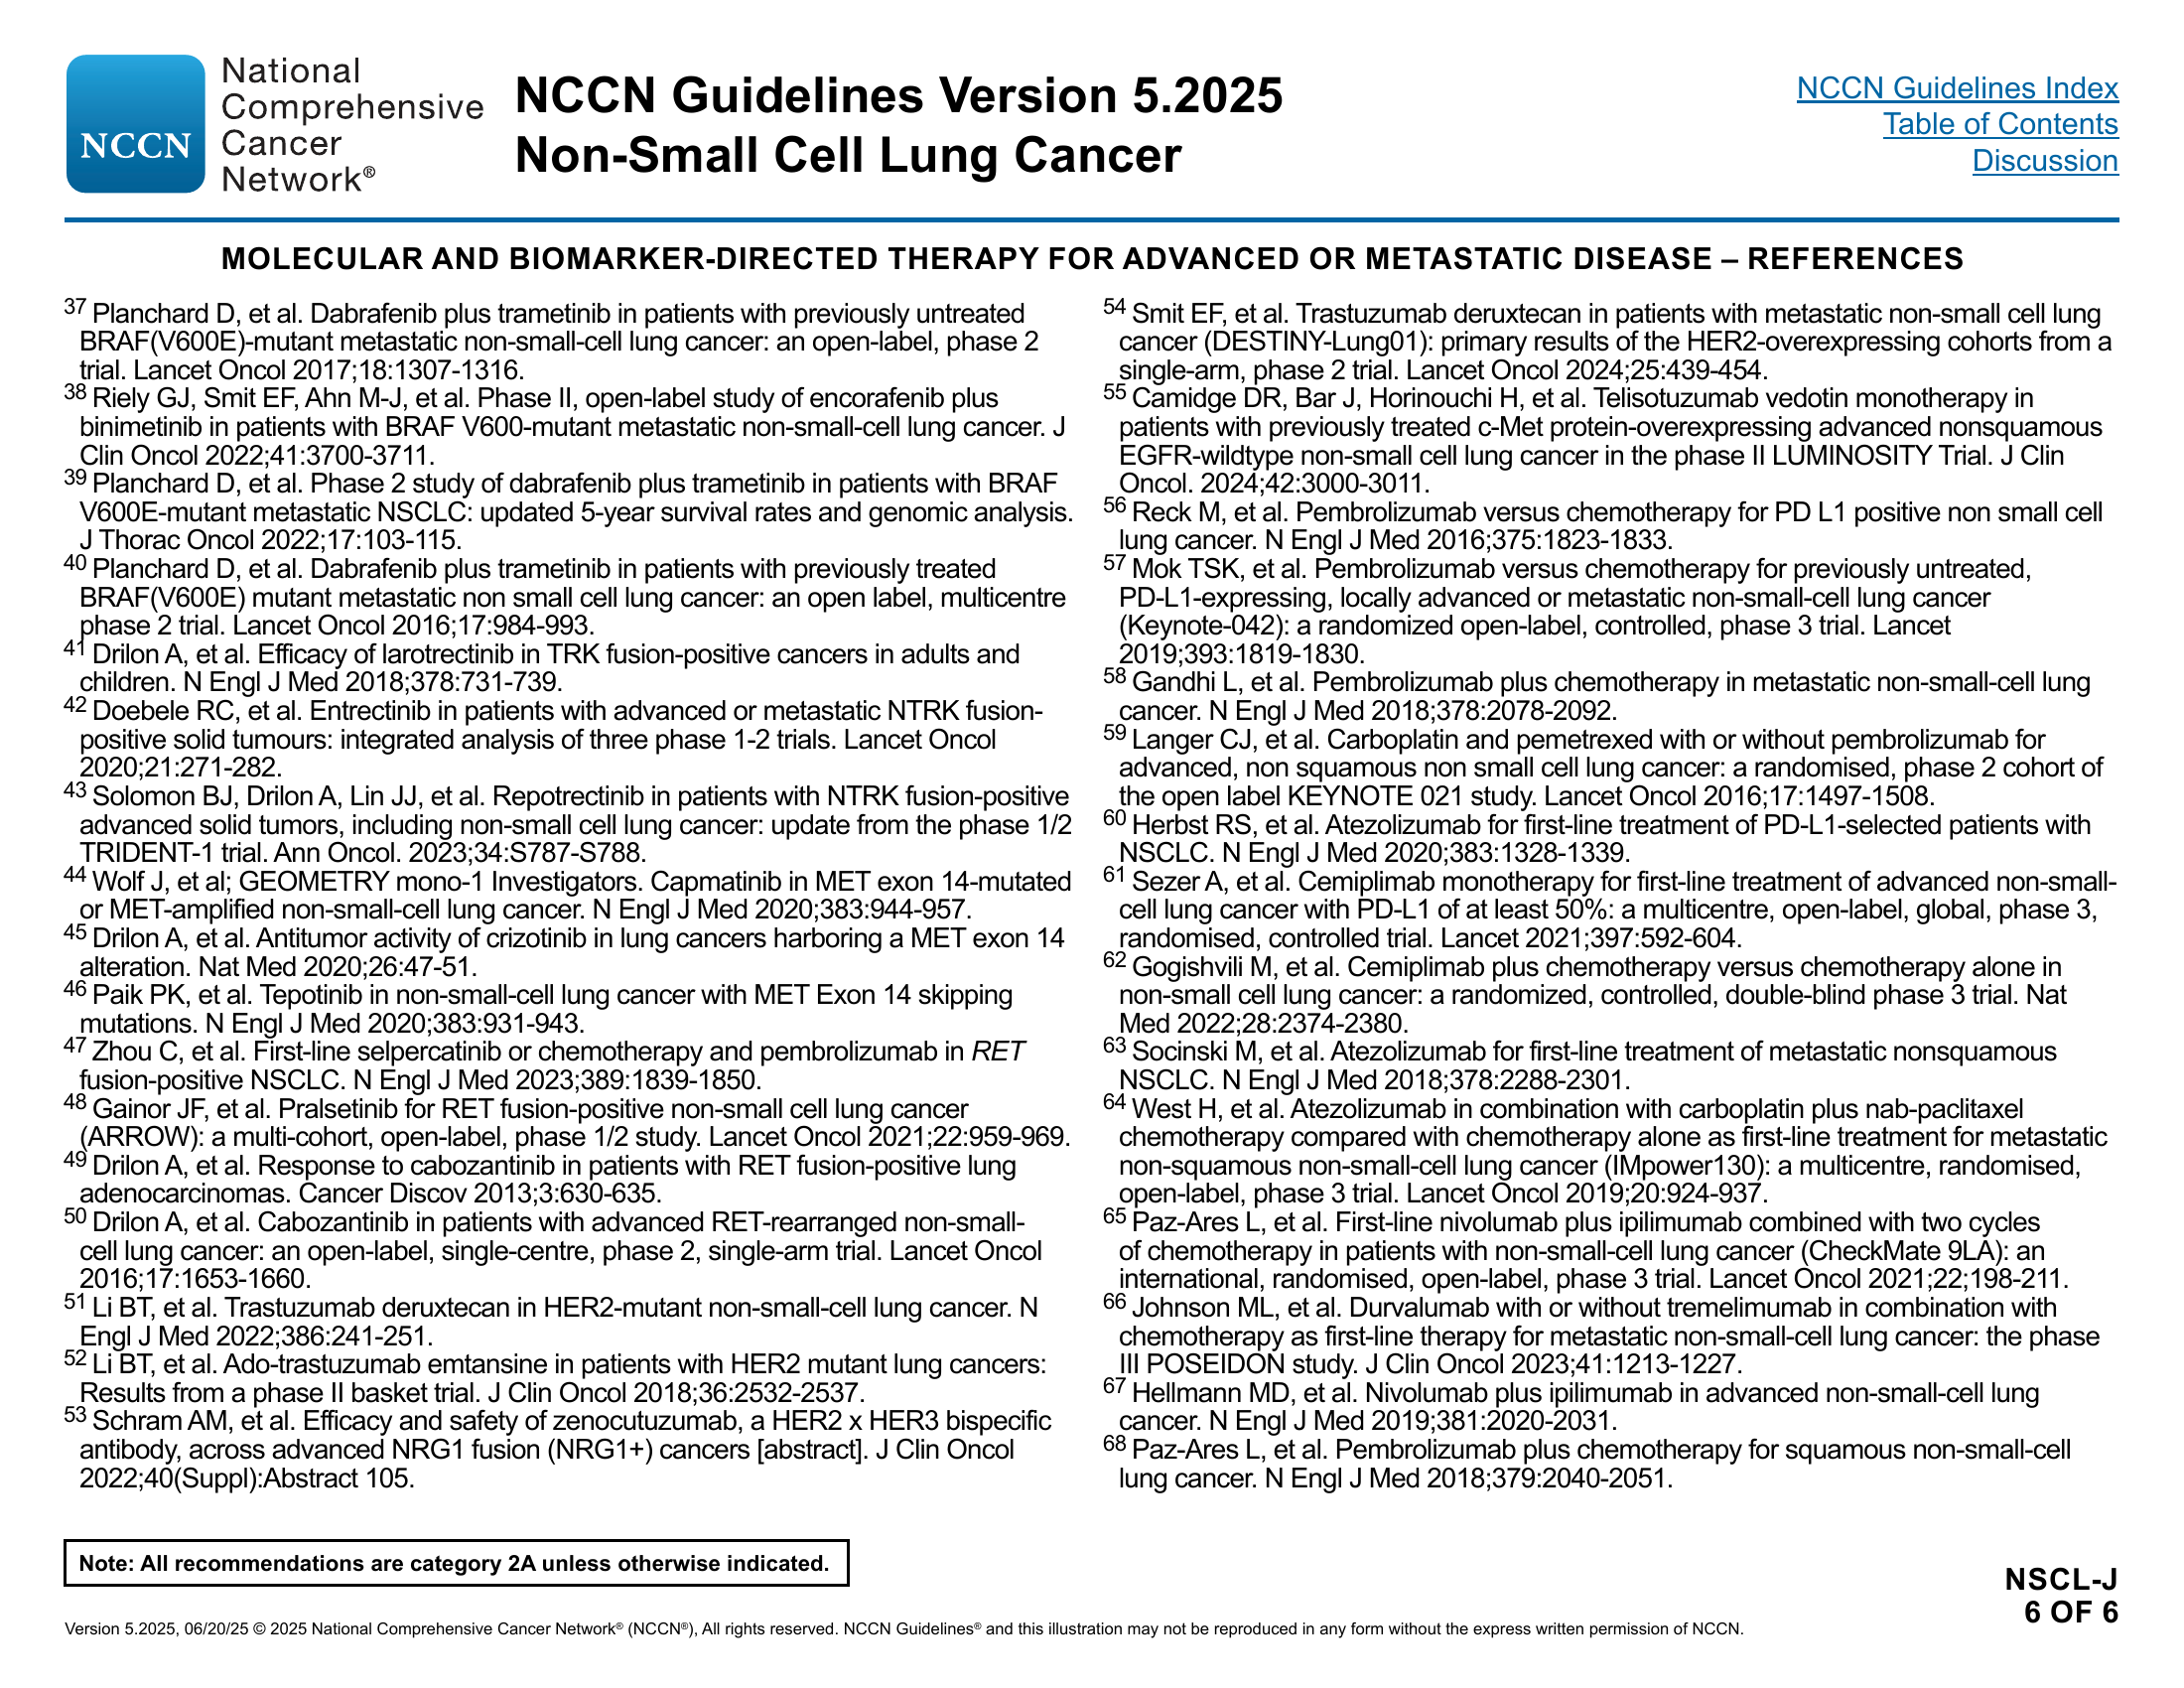 NCCN
National
Comprehensive
Cancer
Network®
NCCN Guidelines Version 5.2025
Non-Small Cell Lung Cancer
NCCN Guidelines Index
Table of Contents
Discussion
MOLECULAR AND BIOMARKER-DIRECTED THERAPY FOR ADVANCED OR METASTATIC DISEASE – REFERENCES
37 Planchard D, et al. Dabrafenib plus trametinib in patients with previously untreated
BRAF(V600E)-mutant metastatic non-small-cell lung cancer: an open-label, phase 2
trial. Lancet Oncol 2017;18:1307-1316.
38 Riely GJ, Smit EF, Ahn M-J, et al. Phase II, open-label study of encorafenib plus
binimetinib in patients with BRAF V600-mutant metastatic non-small-cell lung cancer. J
Clin Oncol 2022;41:3700-3711.
39 Planchard D, et al. Phase 2 study of dabrafenib plus trametinib in patients with BRAF
V600E-mutant metastatic NSCLC: updated 5-year survival rates and genomic analysis.
J Thorac Oncol 2022;17:103-115.
40 Planchard D, et al. Dabrafenib plus trametinib in patients with previously treated
BRAF(V600E) mutant metastatic non small cell lung cancer: an open label, multicentre
phase 2 trial. Lancet Oncol 2016;17:984-993.
41 Drilon A, et al. Efficacy of larotrectinib in TRK fusion-positive cancers in adults and
children. N Engl J Med 2018;378:731-739.
42 Doebele RC, et al. Entrectinib in patients with advanced or metastatic NTRK fusion-
positive solid tumours: integrated analysis of three phase 1-2 trials. Lancet Oncol
2020;21:271-282.
43 Solomon BJ, Drilon A, Lin JJ, et al. Repotrectinib in patients with NTRK fusion-positive
advanced solid tumors, including non-small cell lung cancer: update from the phase 1/2
TRIDENT-1 trial. Ann Oncol. 2023;34:S787-S788.
44 Wolf J, et al; GEOMETRY mono-1 Investigators. Capmatinib in MET exon 14-mutated
or MET-amplified non-small-cell lung cancer. N Engl J Med 2020;383:944-957.
45 Drilon A, et al. Antitumor activity of crizotinib in lung cancers harboring a MET exon 14
alteration. Nat Med 2020;26:47-51.
46 Paik PK, et al. Tepotinib in non-small-cell lung cancer with MET Exon 14 skipping
mutations. N Engl J Med 2020;383:931-943.
47 Zhou C, et al. First-line selpercatinib or chemotherapy and pembrolizumab in RET
fusion-positive NSCLC. N Engl J Med 2023;389:1839-1850.
48 Gainor JF, et al. Pralsetinib for RET fusion-positive non-small cell lung cancer
(ARROW): a multi-cohort, open-label, phase 1/2 study. Lancet Oncol 2021;22:959-969.
49 Drilon A, et al. Response to cabozantinib in patients with RET fusion-positive lung
adenocarcinomas. Cancer Discov 2013;3:630-635.
50 Drilon A, et al. Cabozantinib in patients with advanced RET-rearranged non-small-
cell lung cancer: an open-label, single-centre, phase 2, single-arm trial. Lancet Oncol
2016;17:1653-1660.
51 Li BT, et al. Trastuzumab deruxtecan in HER2-mutant non-small-cell lung cancer. N
Engl J Med 2022;386:241-251.
52 Li BT, et al. Ado-trastuzumab emtansine in patients with HER2 mutant lung cancers:
Results from a phase II basket trial. J Clin Oncol 2018;36:2532-2537.
53 Schram AM, et al. Efficacy and safety of zenocutuzumab, a HER2 x HER3 bispecific
antibody, across advanced NRG1 fusion (NRG1+) cancers [abstract]. J Clin Oncol
2022;40(Suppl):Abstract 105.
54 Smit EF, et al. Trastuzumab deruxtecan in patients with metastatic non-small cell lung
cancer (DESTINY-Lung01): primary results of the HER2-overexpressing cohorts from a
single-arm, phase 2 trial. Lancet Oncol 2024;25:439-454.
55 Camidge DR, Bar J, Horinouchi H, et al. Telisotuzumab vedotin monotherapy in
patients with previously treated c-Met protein-overexpressing advanced nonsquamous
EGFR-wildtype non-small cell lung cancer in the phase II LUMINOSITY Trial. J Clin
Oncol. 2024;42:3000-3011.
56 Reck M, et al. Pembrolizumab versus chemotherapy for PD L1 positive non small cell
lung cancer. N Engl J Med 2016;375:1823-1833.
57 Mok TSK, et al. Pembrolizumab versus chemotherapy for previously untreated,
PD-L1-expressing, locally advanced or metastatic non-small-cell lung cancer
(Keynote-042): a randomized open-label, controlled, phase 3 trial. Lancet
2019;393:1819-1830.
58 Gandhi L, et al. Pembrolizumab plus chemotherapy in metastatic non-small-cell lung
cancer. N Engl J Med 2018;378:2078-2092.
59 Langer CJ, et al. Carboplatin and pemetrexed with or without pembrolizumab for
advanced, non squamous non small cell lung cancer: a randomised, phase 2 cohort of
the open label KEYNOTE 021 study. Lancet Oncol 2016;17:1497-1508.
60 Herbst RS, et al. Atezolizumab for first-line treatment of PD-L1-selected patients with
NSCLC. N Engl J Med 2020;383:1328-1339.
61 Sezer A, et al. Cemiplimab monotherapy for first-line treatment of advanced non-small-
cell lung cancer with PD-L1 of at least 50%: a multicentre, open-label, global, phase 3,
randomised, controlled trial. Lancet 2021;397:592-604.
62 Gogishvili M, et al. Cemiplimab plus chemotherapy versus chemotherapy alone in
non-small cell lung cancer: a randomized, controlled, double-blind phase 3 trial. Nat
Med 2022;28:2374-2380.
63 Socinski M, et al. Atezolizumab for first-line treatment of metastatic nonsquamous
NSCLC. N Engl J Med 2018;378:2288-2301.
64 West H, et al. Atezolizumab in combination with carboplatin plus nab-paclitaxel
chemotherapy compared with chemotherapy alone as first-line treatment for metastatic
non-squamous non-small-cell lung cancer (IMpower130): a multicentre, randomised,
open-label, phase 3 trial. Lancet Oncol 2019;20:924-937.
65 Paz-Ares L, et al. First-line nivolumab plus ipilimumab combined with two cycles
of chemotherapy in patients with non-small-cell lung cancer (CheckMate 9LA): an
international, randomised, open-label, phase 3 trial. Lancet Oncol 2021;22;198-211.
66 Johnson ML, et al. Durvalumab with or without tremelimumab in combination with
chemotherapy as first-line therapy for metastatic non-small-cell lung cancer: the phase
III POSEIDON study. J Clin Oncol 2023;41:1213-1227.
67 Hellmann MD, et al. Nivolumab plus ipilimumab in advanced non-small-cell lung
cancer. N Engl J Med 2019;381:2020-2031.
68 Paz-Ares L, et al. Pembrolizumab plus chemotherapy for squamous non-small-cell
lung cancer. N Engl J Med 2018;379:2040-2051.
Note: All recommendations are category 2A unless otherwise indicated.
NSCL-J
6 OF 6
Version 5.2025, 06/20/25 © 2025 National Comprehensive Cancer Network® (NCCN®), All rights reserved. NCCN Guidelines® and this illustration may not be reproduced in any form without the express written permission of NCCN.